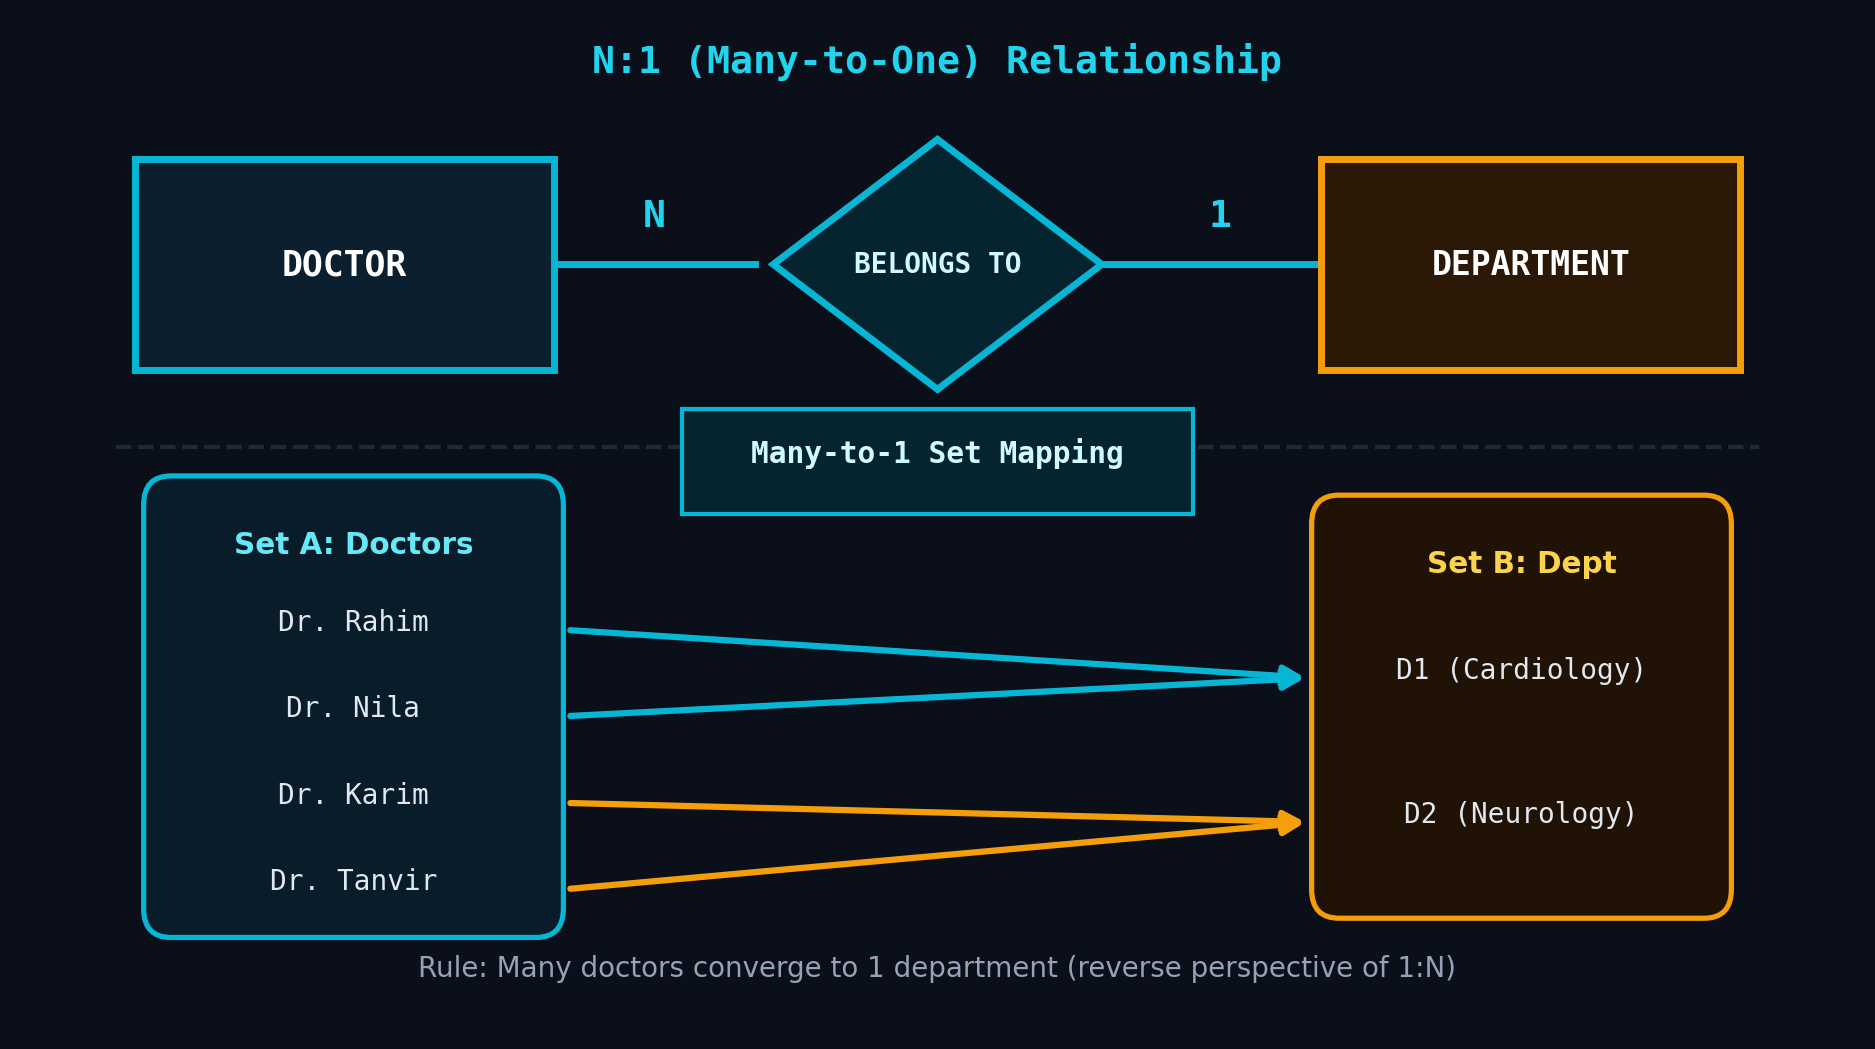 N:1 (Many-to-One) Relationship
N
1
DOCTOR
BELONGS TO
DEPARTMENT
Many-to-1 Set Mapping
Set A: Doctors
Dr. Rahim
Dr. Nila
Dr. Karim
Dr. Tanvir
Set B: Dept
D1 (Cardiology)
D2 (Neurology)
Rule: Many doctors converge to 1 department (reverse perspective of 1:N)